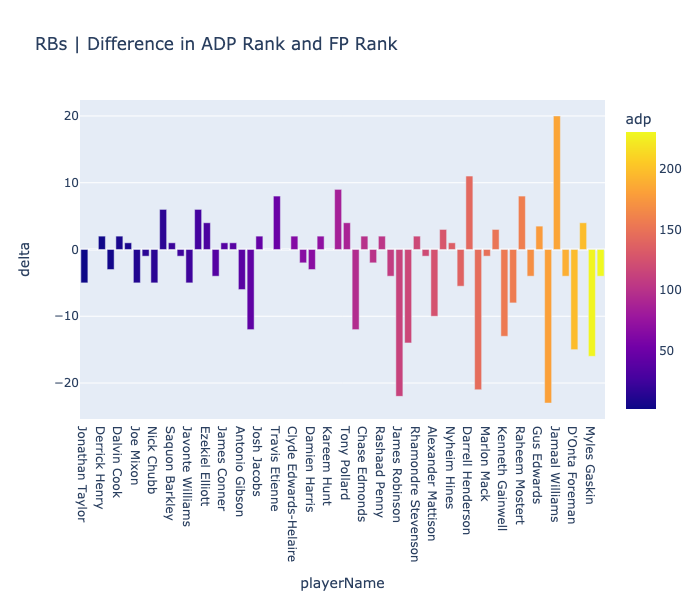 RBs | Difference in ADP Rank and FP Rank
adp
20
10
0
−10
−20
delta
200
150
100
50
Jonathan Taylor
Derrick Henry
Dalvin Cook
Joe Mixon
Nick Chubb
Saquon Barkley
Javonte Williams
Ezekiel Elliott
James Conner
Antonio Gibson
Josh Jacobs
Travis Etienne
Clyde Edwards-Helaire
Damien Harris
Kareem Hunt
Tony Pollard
Chase Edmonds
Rashaad Penny
James Robinson
Rhamondre Stevenson
Alexander Mattison
Nyheim Hines
Darrell Henderson
Marlon Mack
Kenneth Gainwell
Raheem Mostert
Gus Edwards
Jamaal Williams
D'Onta Foreman
Myles Gaskin
playerName